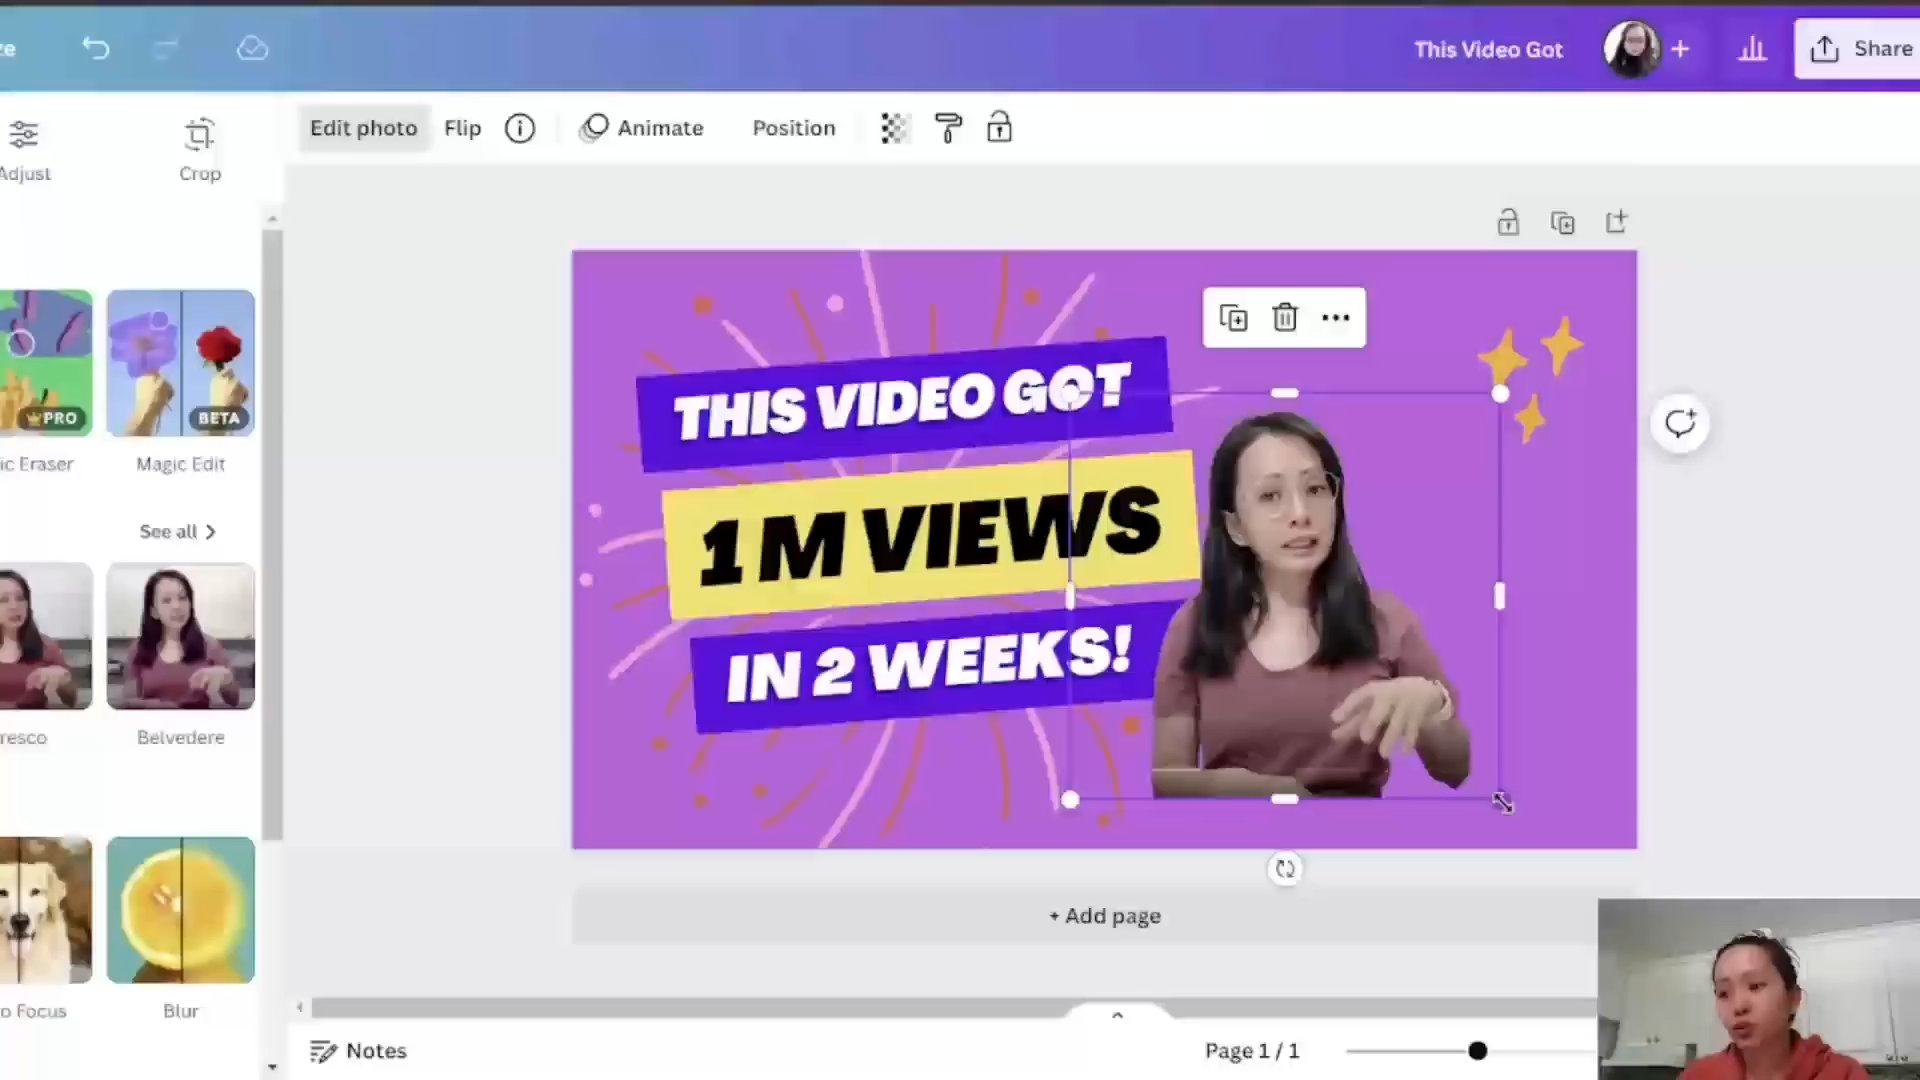 ze
This Video Got
Share
Edit photo
Flip
Animate
Position
Adjust
Crop
PRO
BETA
ic Eraser
Magic Edit
See all
resco
Belvedere
o Focus
Blur
THIS VIDEO GOT
1 M VIEWS
IN 2 WEEKS!
+ Add page
Notes
Page 1 / 1